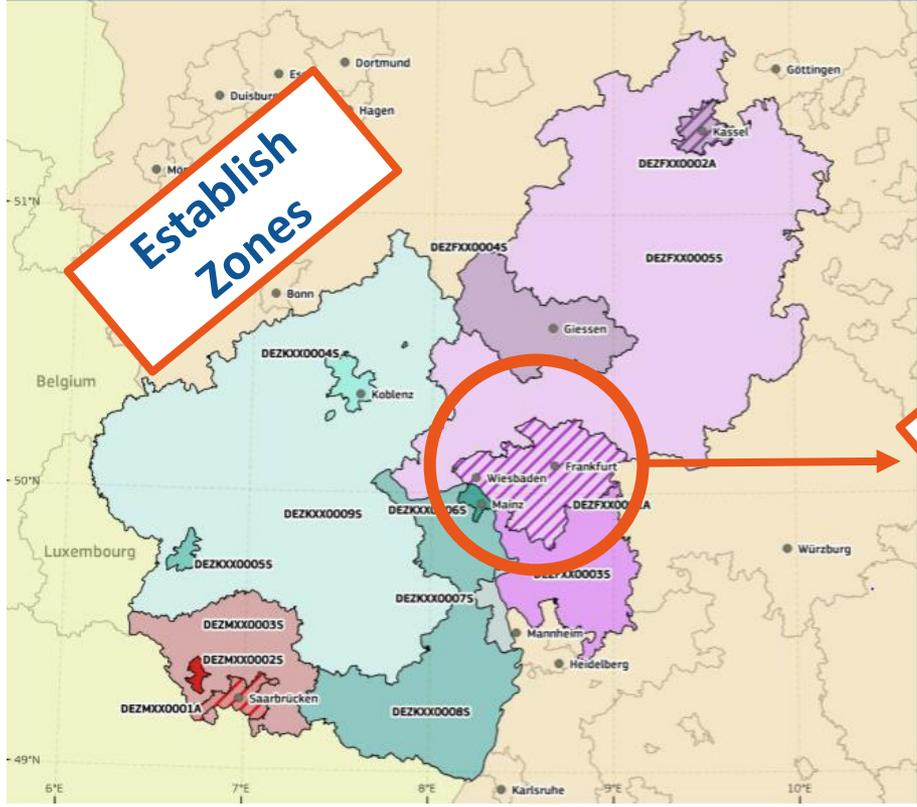 Establish
Zones
Dortmund
Göttingen
Hagen
Kassel
DEZFXX0002A
51°N
DEZFXX0004S
DEZFXX0005S
Bonn
Giessen
DEZKXX0004S
Belgium
Koblenz
Frankfurt
50°N
Wiesbaden
Mainz
DEZKXX0009S
Würzburg
Luxembourg
DEZKXX0005S
DEZFXX0003S
DEZKXX0007S
DEZMXX0003S
Mannheim
DEZMXX0002S
Heidelberg
Saarbrücken
DEZMXX0001A
DEZKXX0008S
49°N
6°E
7°E
8°E
9°E
10°E
Karlsruhe